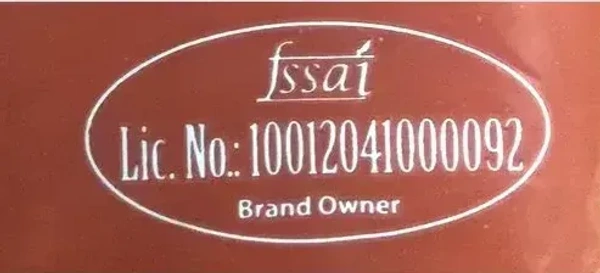 fssai
Lic. No.: 10012041000092
Brand Owner